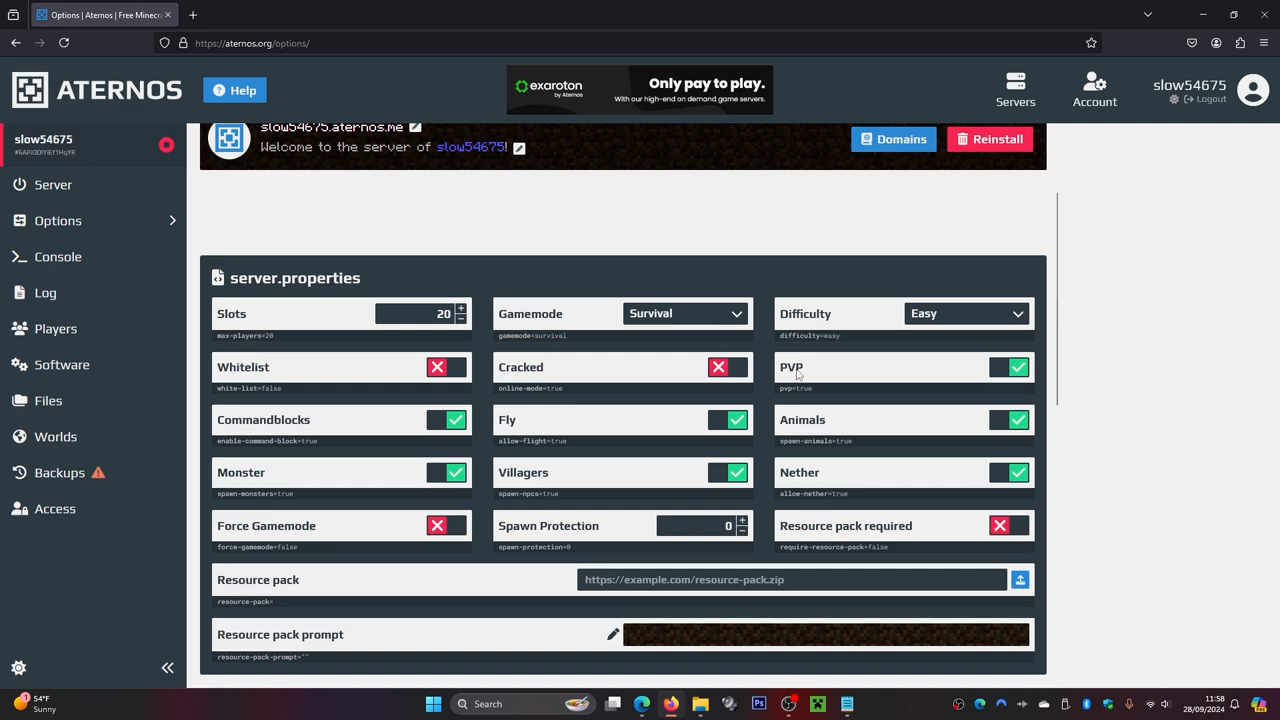 Options | Aternos | Free Minecra
https://aternos.org/options/
ATERNOS
Help
exaroton
by Aternos
Only pay to play.
With our high-end on demand game servers.
Servers
Account
slow54675
Logout
slow54675
Server
Options
Console
Log
Players
Software
Files
Worlds
Backups
Access
slow54675.aternos.me
Welcome to the server of slow54675!
Domains
Reinstall
server.properties
Slots 20
max-players=20
Gamemode Survival
gamemode=survival
Difficulty Easy
difficulty=easy
Whitelist
white-list=false
Cracked
online-mode=true
PVP
pvp=true
Commandblocks
enable-command-block=true
Fly
allow-flight=true
Animals
spawn-animals=true
Monster
spawn-monsters=true
Villagers
spawn-npcs=true
Nether
allow-nether=true
Force Gamemode
force-gamemode=false
Spawn Protection 0
spawn-protection=0
Resource pack required
require-resource-pack=false
Resource pack https://example.com/resource-pack.zip
resource-pack=
Resource pack prompt
resource-pack-prompt=""
1
54°F
Sunny
Search
Ps
11:58
28/09/2024